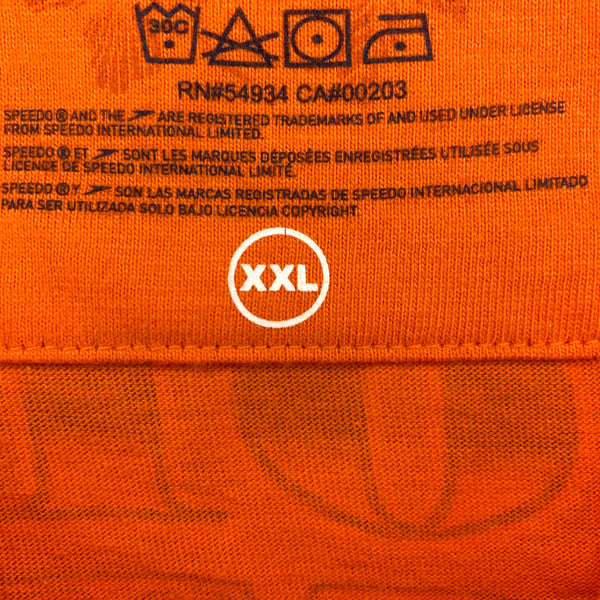 30C
RN#54934 CA#00203
SPEEDO ® AND THE ARE REGISTERED TRADEMARKS OF AND USED UNDER LICENSE
FROM SPEEDO INTERNATIONAL LIMITED.
SPEEDO ® ET SONT LES MARQUES DÉPOSÉES ENREGISTRÉES UTILISÉE SOUS
LICENCE DE SPEEDO INTERNATIONAL LIMITÉ.
SPEEDO ® Y SON LAS MARCAS REGISTRADAS DE SPEEDO INTERNACIONAL LIMITADO
PARA SER UTILIZADA SOLO BAJO LICENCIA COPYRIGHT
XXL